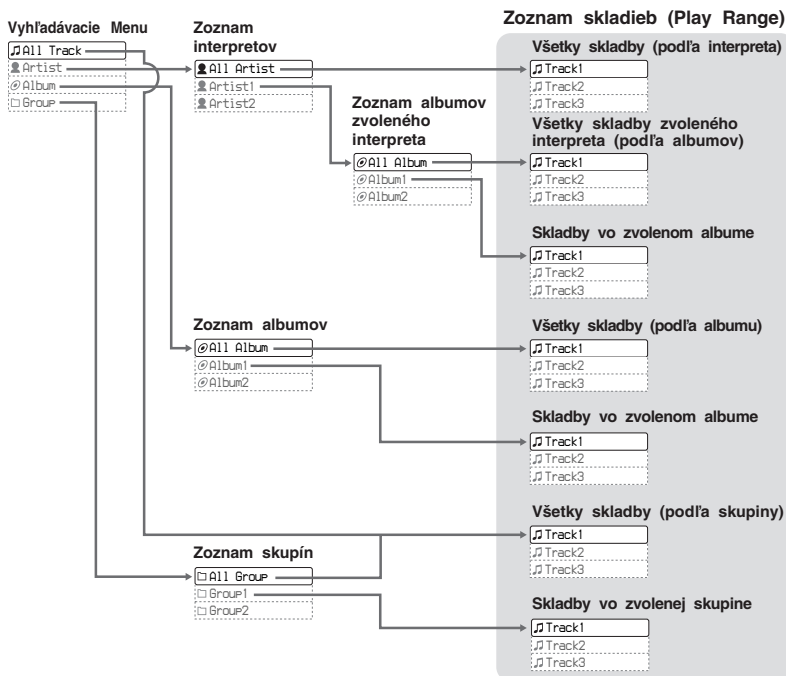 Zoznam skladieb (Play Range)
Vyhľadávacie Menu
All Track
Artist
Album
Group
Zoznam
interpretov
All Artist
Artist1
Artist2
Zoznam albumov
zvoleného
interpreta
All Album
Album1
Album2
Všetky skladby (podľa interpreta)
Track1
Track2
Track3
Všetky skladby zvoleného
interpreta (podľa albumov)
Track1
Track2
Track3
Skladby vo zvolenom albume
Track1
Track2
Track3
Zoznam albumov
All Album
Album1
Album2
Všetky skladby (podľa albumu)
Track1
Track2
Track3
Skladby vo zvolenom albume
Track1
Track2
Track3
Všetky skladby (podľa skupiny)
Track1
Track2
Track3
Zoznam skupín
All Group
Group1
Group2
Skladby vo zvolenej skupine
Track1
Track2
Track3